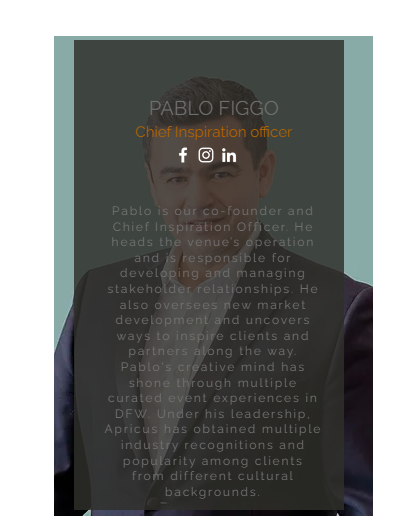 PABLO FIGGO
Chief Inspiration officer
Pablo is our co-founder and
Chief Inspiration Officer. He
heads the venue's operation
and is responsible for
developing and managing
stakeholder relationships. He
also oversees new market
development and uncovers
ways to inspire clients and
partners along the way.
Pablo's creative mind has
shone through multiple
curated event experiences in
DFW. Under his leadership,
Apricus has obtained multiple
industry recognitions and
popularity among clients
from different cultural
backgrounds.